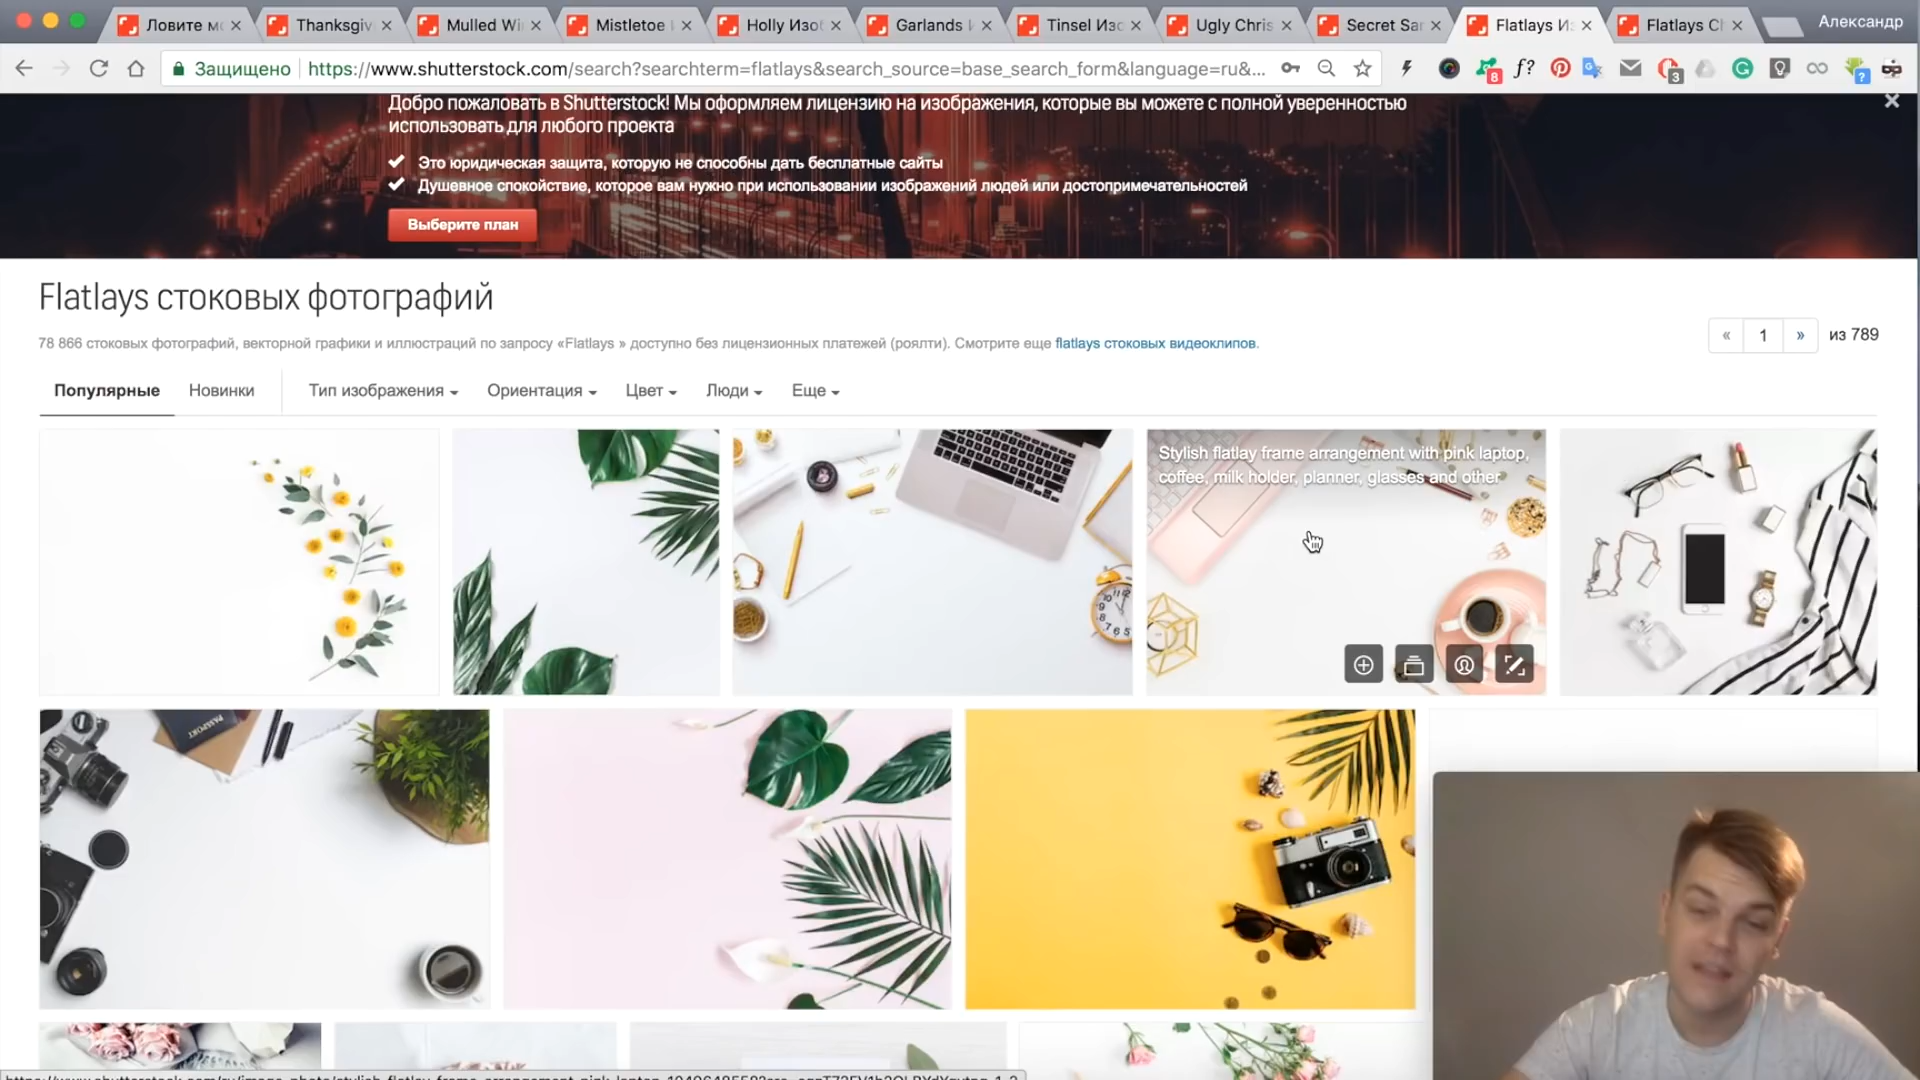 Ловите мо
Thanksgiv
Mulled Wi
Mistletoe
Holly Изо
Garlands
Tinsel Изо
Ugly Chris
Secret Sa
Flatlays И
Flatlays C
Александр
Защищено
https://www.shutterstock.com/search?searchterm=flatlays&search_source=base_search_form&language=ru&...
8
f?
3
?
Добро пожаловать в Shutterstock! Мы оформляем лицензию на изображения, которые вы можете с полной уверенностью
использовать для любого проекта
Это юридическая защита, которую не способны дать бесплатные сайты
Душевное спокойствие, которое вам нужно при использовании изображений людей или достопримечательностей
Выберите план
Flatlays стоковых фотографий
78 866 стоковых фотографий, векторной графики и иллюстраций по запросу «Flatlays » доступно без лицензионных платежей (роялти). Смотрите еще flatlays стоковых видеоклипов.
« 1 » из 789
Популярные
Новинки
Тип изображения
Ориентация
Цвет
Люди
Еще
Stylish flatlay frame arrangement with pink laptop,
coffee, milk holder, planner, glasses and other
PASSPORT